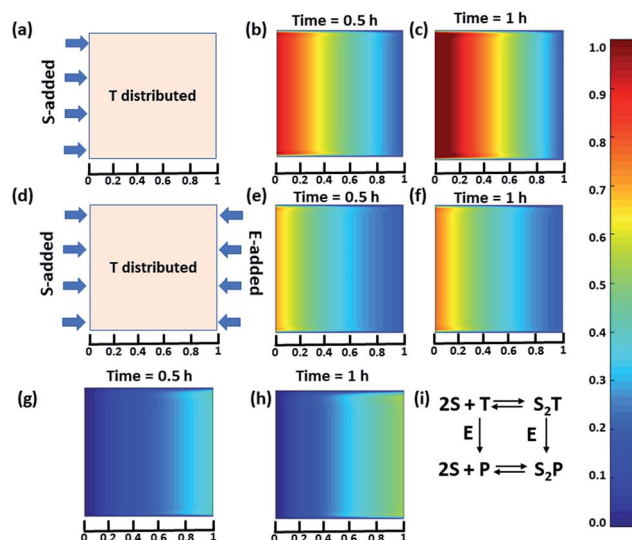 (a)
S-added
T distributed
0 0.2 0.4 0.6 0.8 1
(b)
Time = 0.5 h
0 0.2 0.4 0.6 0.8 1
(c)
Time = 1 h
0 0.2 0.4 0.6 0.8 1
(d)
S-added
T distributed
E-added
0 0.2 0.4 0.6 0.8 1
(e)
Time = 0.5 h
0 0.2 0.4 0.6 0.8 1
(f)
Time = 1 h
0 0.2 0.4 0.6 0.8 1
(g)
Time = 0.5 h
0 0.2 0.4 0.6 0.8 1
(h)
Time = 1 h
0 0.2 0.4 0.6 0.8 1
(i)
2S + T ⇌ S₂T
E ↓ E ↓
2S + P ⇌ S₂P
1.0
0.9
0.8
0.7
0.6
0.5
0.4
0.3
0.2
0.1
0.0